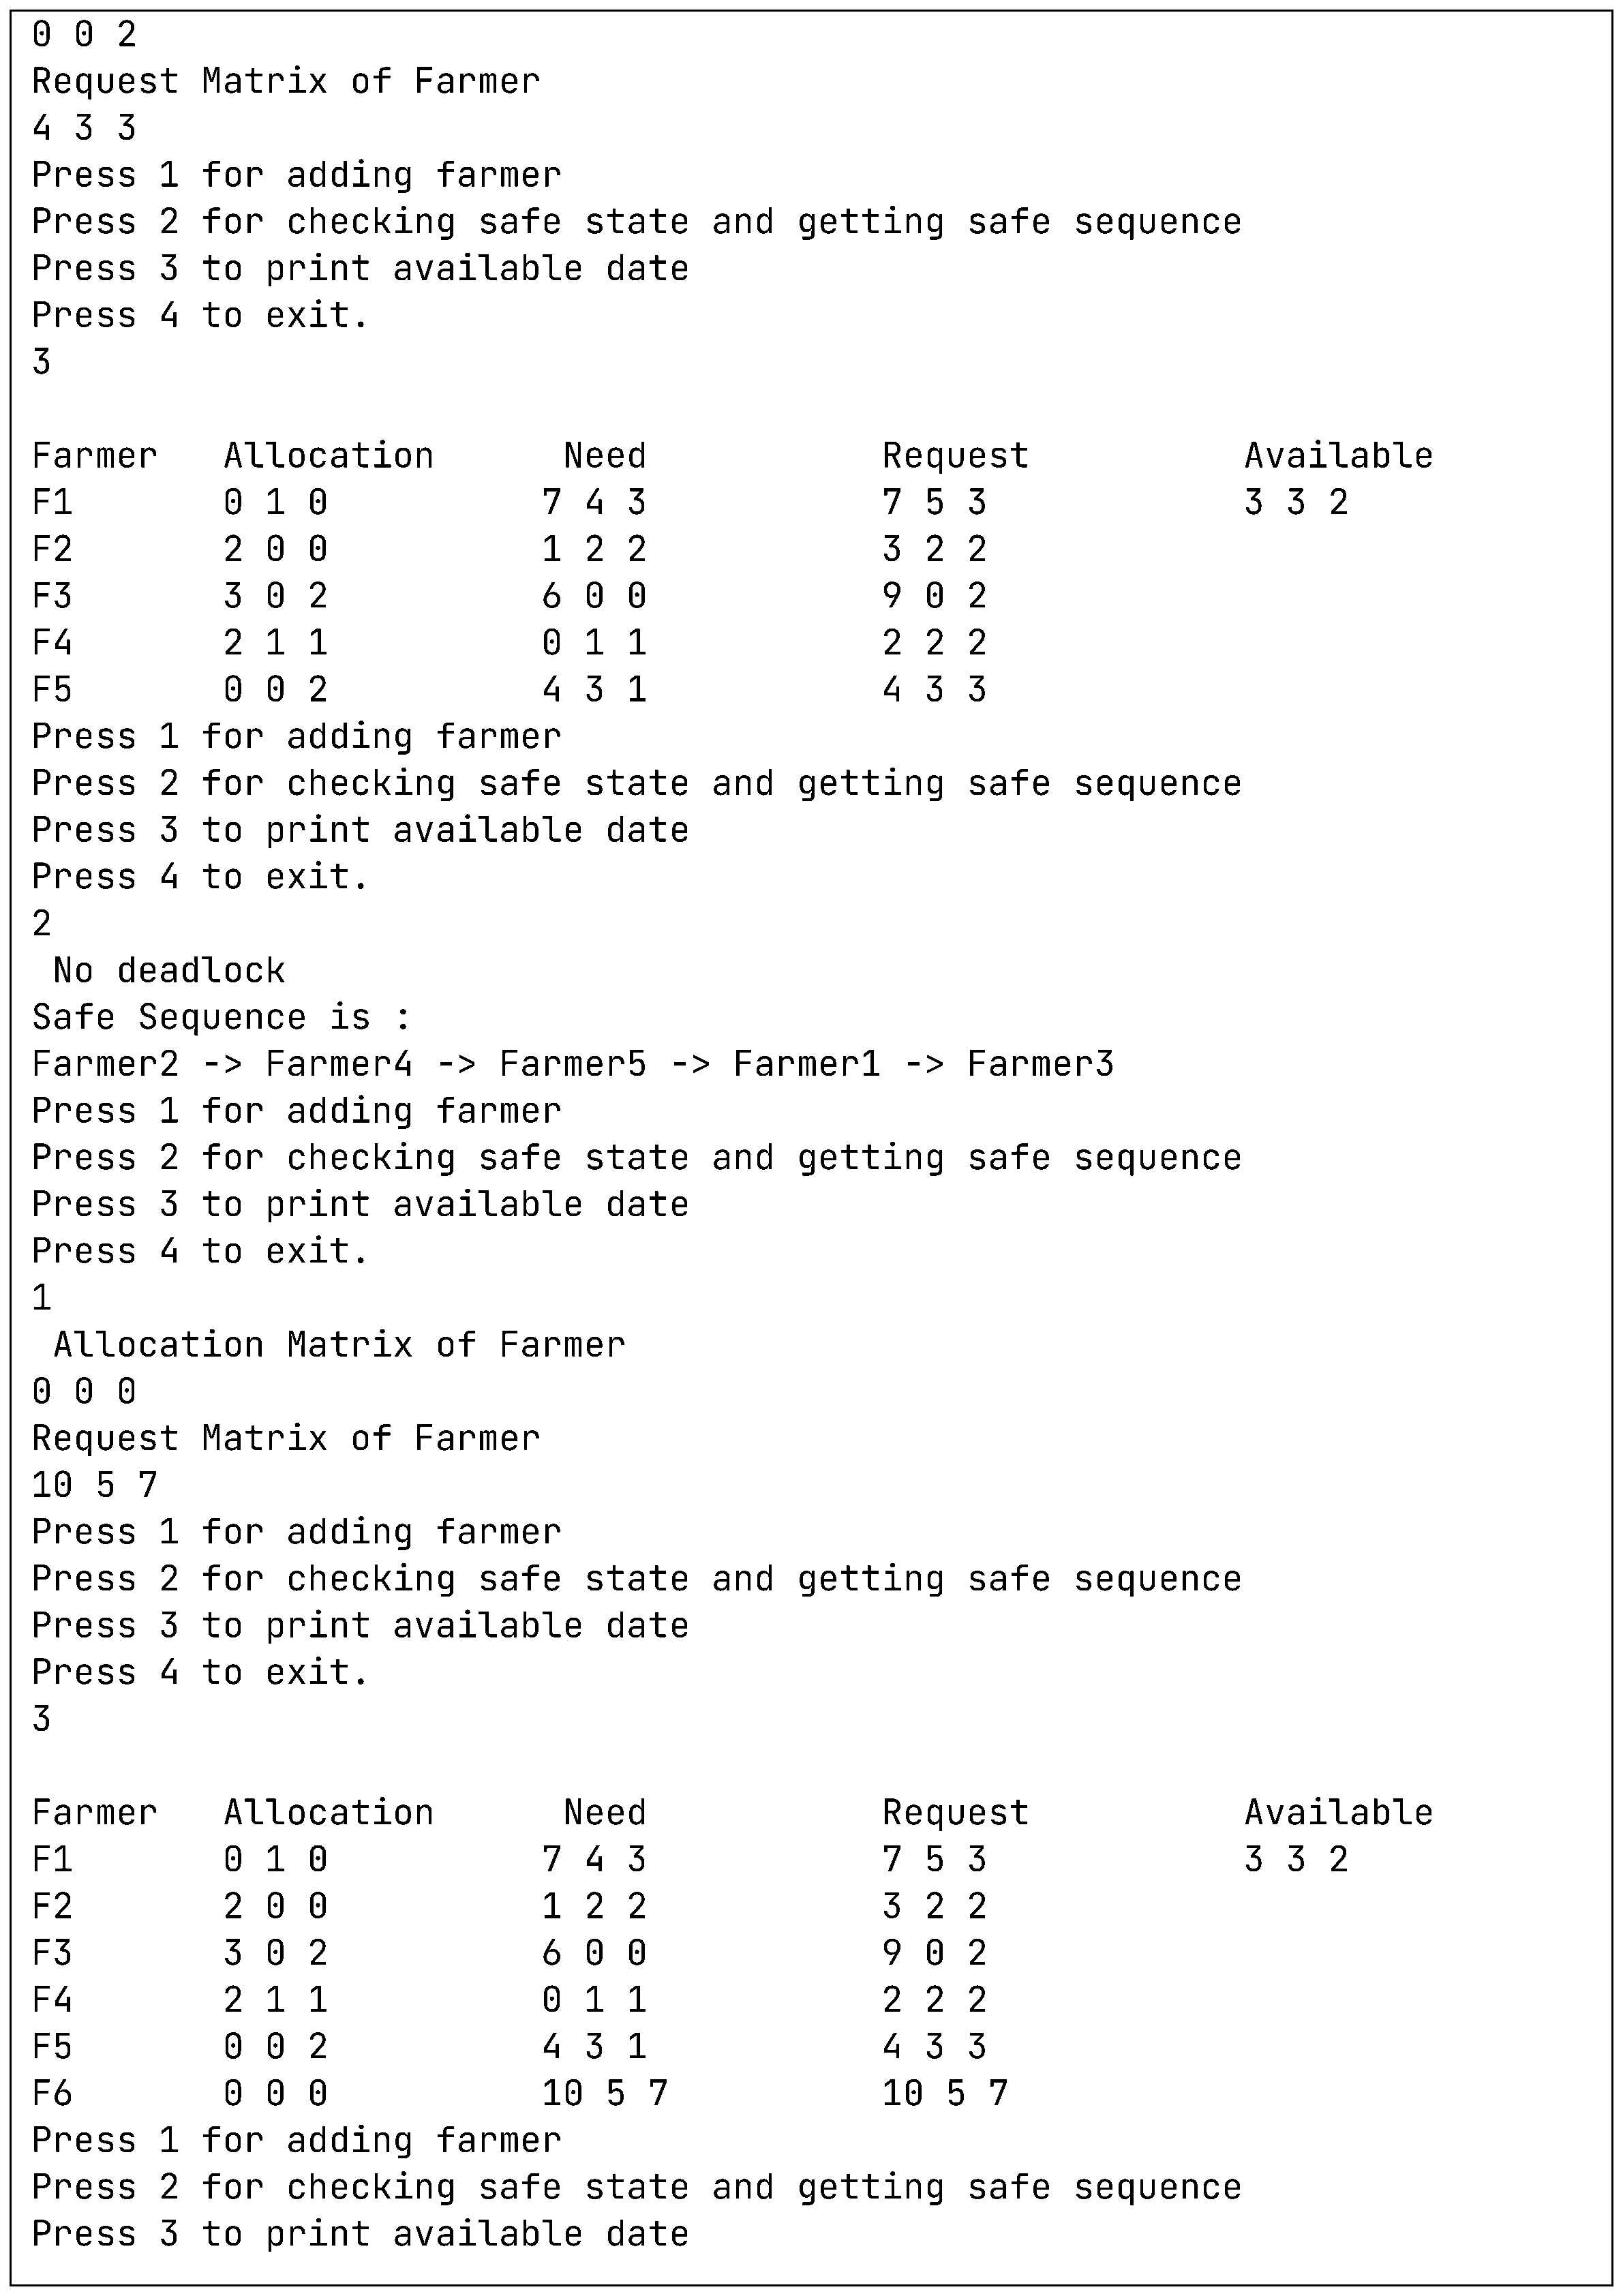 0 0 2
Request Matrix of Farmer
4 3 3
Press 1 for adding farmer
Press 2 for checking safe state and getting safe sequence
Press 3 to print available date
Press 4 to exit.
3
Farmer Allocation Need Request Available
F1 0 1 0 7 4 3 7 5 3 3 3 2
F2 2 0 0 1 2 2 3 2 2
F3 3 0 2 6 0 0 9 0 2
F4 2 1 1 0 1 1 2 2 2
F5 0 0 2 4 3 1 4 3 3
Press 1 for adding farmer
Press 2 for checking safe state and getting safe sequence
Press 3 to print available date
Press 4 to exit.
2
No deadlock
Safe Sequence is :
Farmer2 -> Farmer4 -> Farmer5 -> Farmer1 -> Farmer3
Press 1 for adding farmer
Press 2 for checking safe state and getting safe sequence
Press 3 to print available date
Press 4 to exit.
1
Allocation Matrix of Farmer
0 0 0
Request Matrix of Farmer
10 5 7
Press 1 for adding farmer
Press 2 for checking safe state and getting safe sequence
Press 3 to print available date
Press 4 to exit.
3
Farmer Allocation Need Request Available
F1 0 1 0 7 4 3 7 5 3 3 3 2
F2 2 0 0 1 2 2 3 2 2
F3 3 0 2 6 0 0 9 0 2
F4 2 1 1 0 1 1 2 2 2
F5 0 0 2 4 3 1 4 3 3
F6 0 0 0 10 5 7 10 5 7
Press 1 for adding farmer
Press 2 for checking safe state and getting safe sequence
Press 3 to print available date